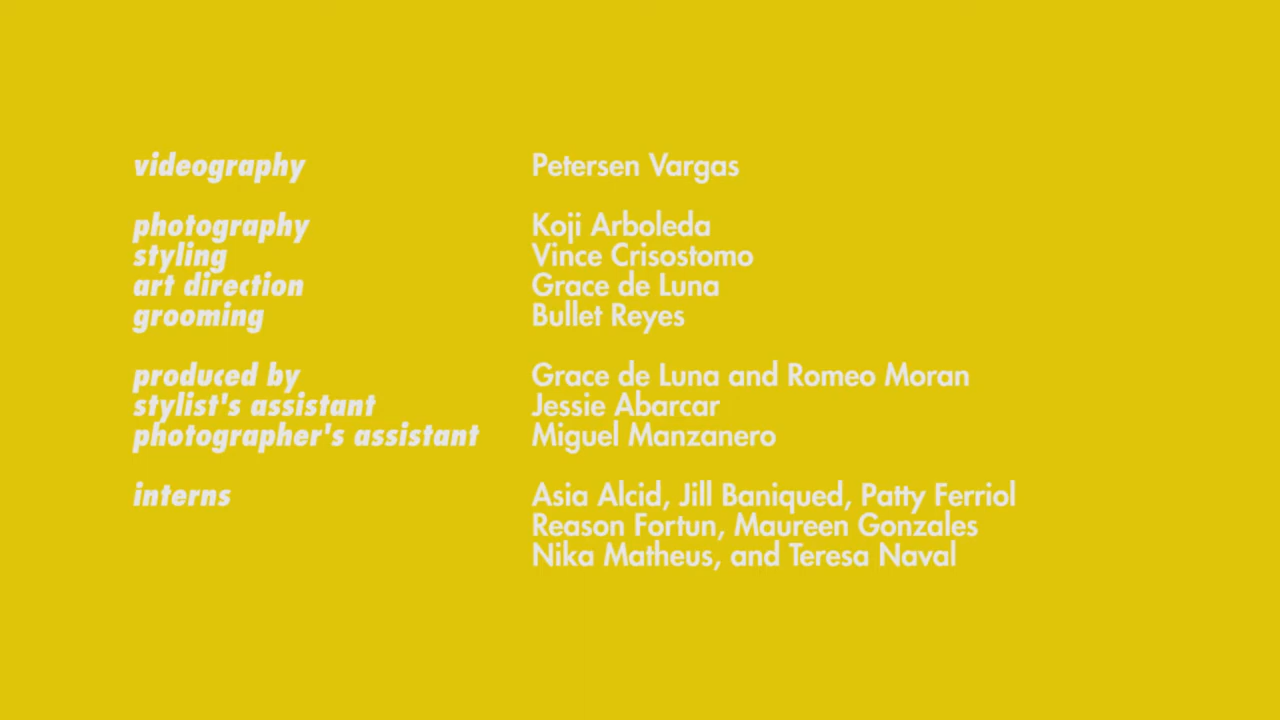 videography Petersen Vargas
photography Koji Arboleda
styling Vince Crisostomo
art direction Grace de Luna
grooming Bullet Reyes
produced by Grace de Luna and Romeo Moran
stylist's assistant Jessie Abarcar
photographer's assistant Miguel Manzanero
interns Asia Alcid, Jill Baniqued, Patty Ferriol
Reason Fortun, Maureen Gonzales
Nika Matheus, and Teresa Naval